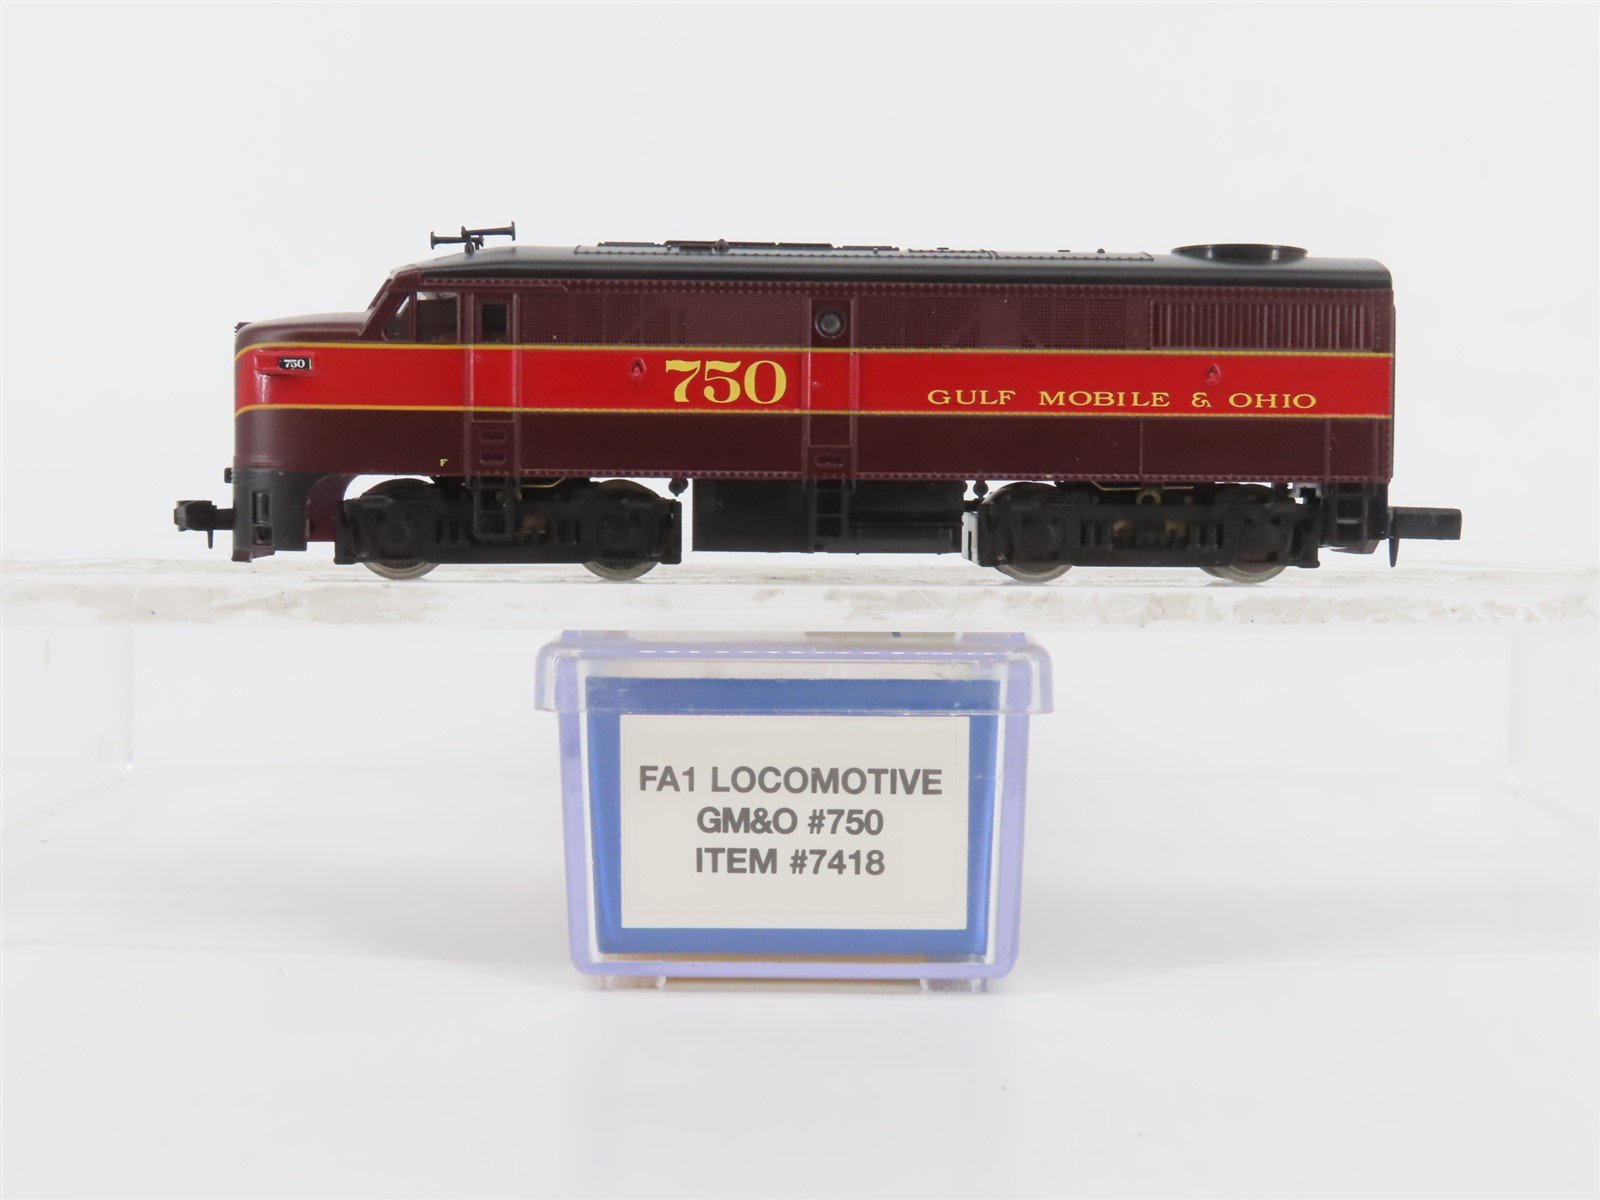 750
750
GULF MOBILE & OHIO
F
FA1 LOCOMOTIVE
GM&O #750
ITEM #7418